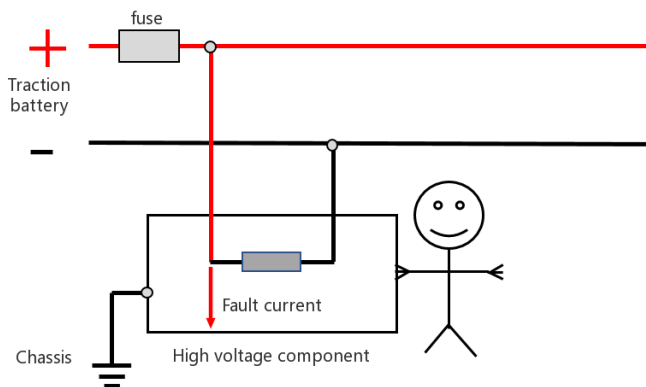 fuse
+
Traction
battery
-
Fault current
Chassis
High voltage component